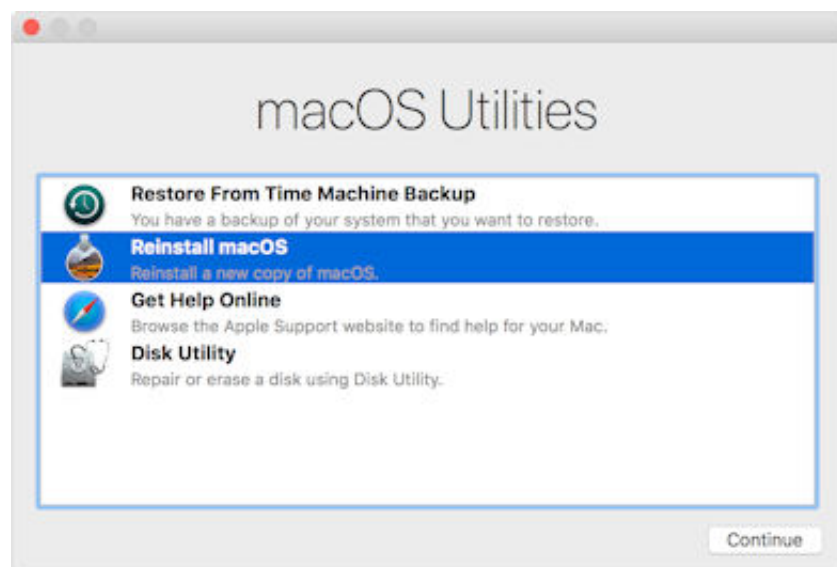 macOS Utilities
Restore From Time Machine Backup
You have a backup of your system that you want to restore.
Reinstall macOS
Reinstall a new copy of macOS.
Get Help Online
Browse the Apple Support website to find help for your Mac.
Disk Utility
Repair or erase a disk using Disk Utility.
Continue